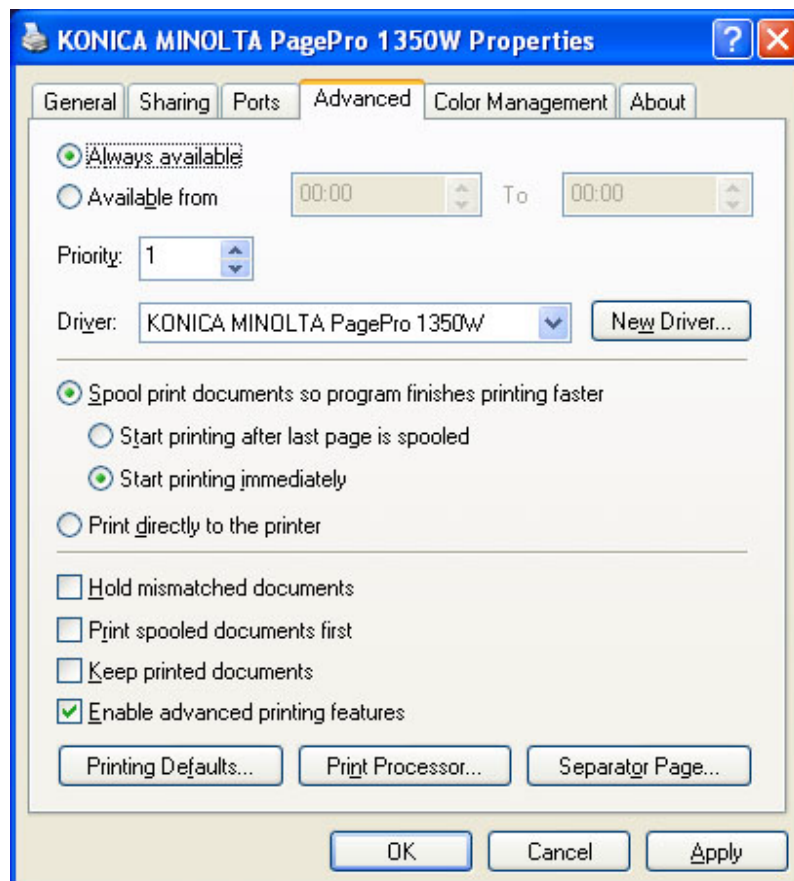 KONICA MINOLTA PagePro 1350W Properties ?
General Sharing Ports Advanced Color Management About
Always available
Available from 00:00 To 00:00
Priority: 1
Driver: KONICA MINOLTA PagePro 1350W New Driver...
Spool print documents so program finishes printing faster
Start printing after last page is spooled
Start printing immediately
Print directly to the printer
Hold mismatched documents
Print spooled documents first
Keep printed documents
Enable advanced printing features
Printing Defaults... Print Processor... Separator Page...
OK Cancel Apply